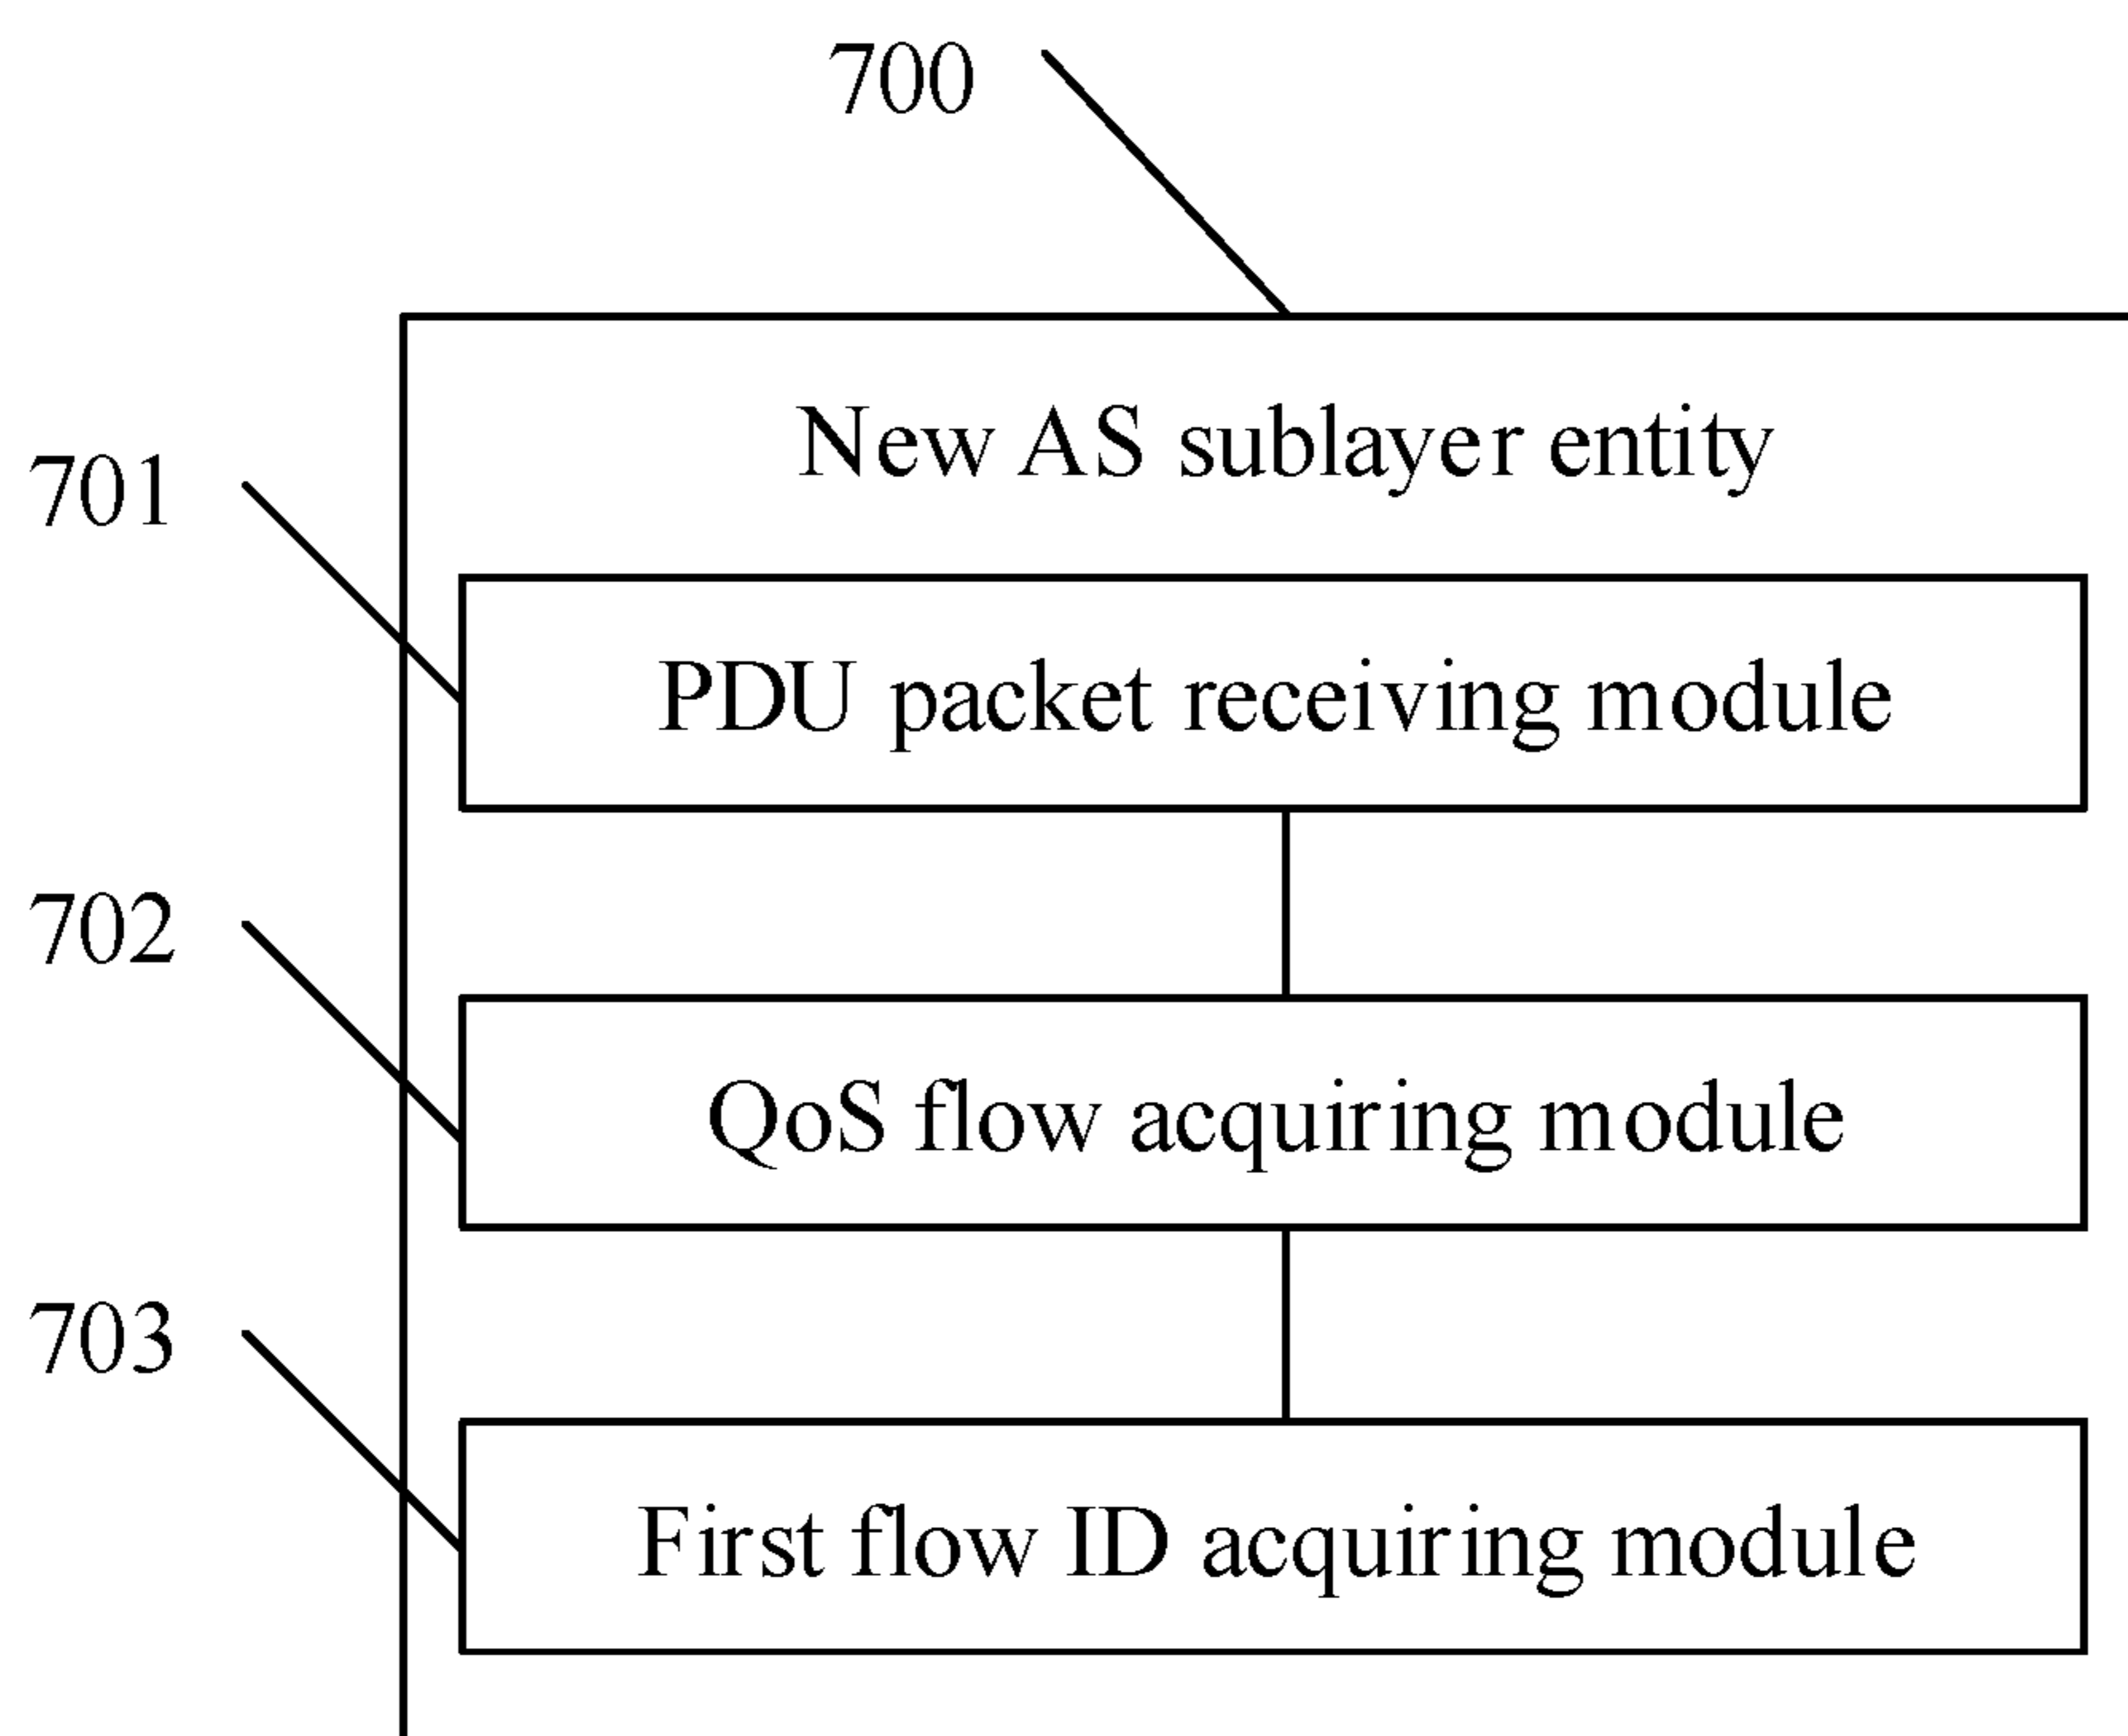 700
New AS sublayer entity
701
PDU packet receiving module
702
QoS flow acquiring module
703
First flow ID acquiring module